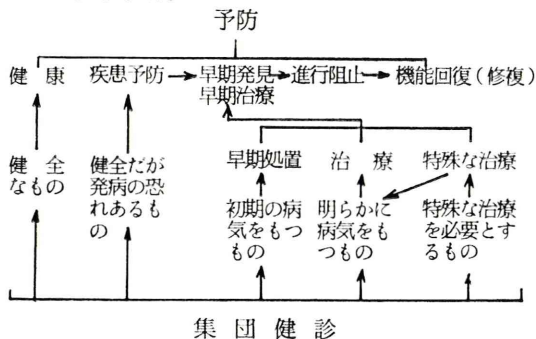 予防
健康 疾患予防→早期発見→進行阻止→機能回復(修復)
早期治療
早期処置 治療 特殊な治療
健全
なもの
健全だが
発病の恐
れあるも
の
初期の病
気をもつ
もの
明らかに
病気をも
つもの
特殊な治療
を必要とす
るもの
集団健診